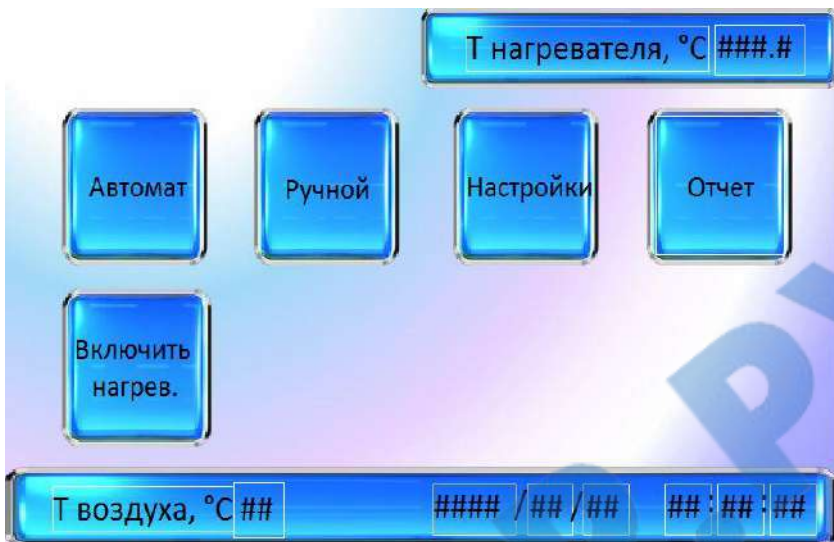 Т нагревателя, °C ###.#
Автомат Ручной Настройки Отчет
Включить
нагрев.
Т воздуха, °C ## #### / ## / ## ## : ## : ##